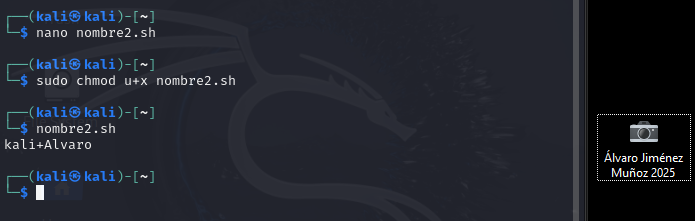 ┌──(kali㉿kali)-[~]
└─$ nano nombre2.sh
┌──(kali㉿kali)-[~]
└─$ sudo chmod u+x nombre2.sh
┌──(kali㉿kali)-[~]
└─$ nombre2.sh
kali+Alvaro
┌──(kali㉿kali)-[~]
└─$
Álvaro Jiménez
Muñoz 2025